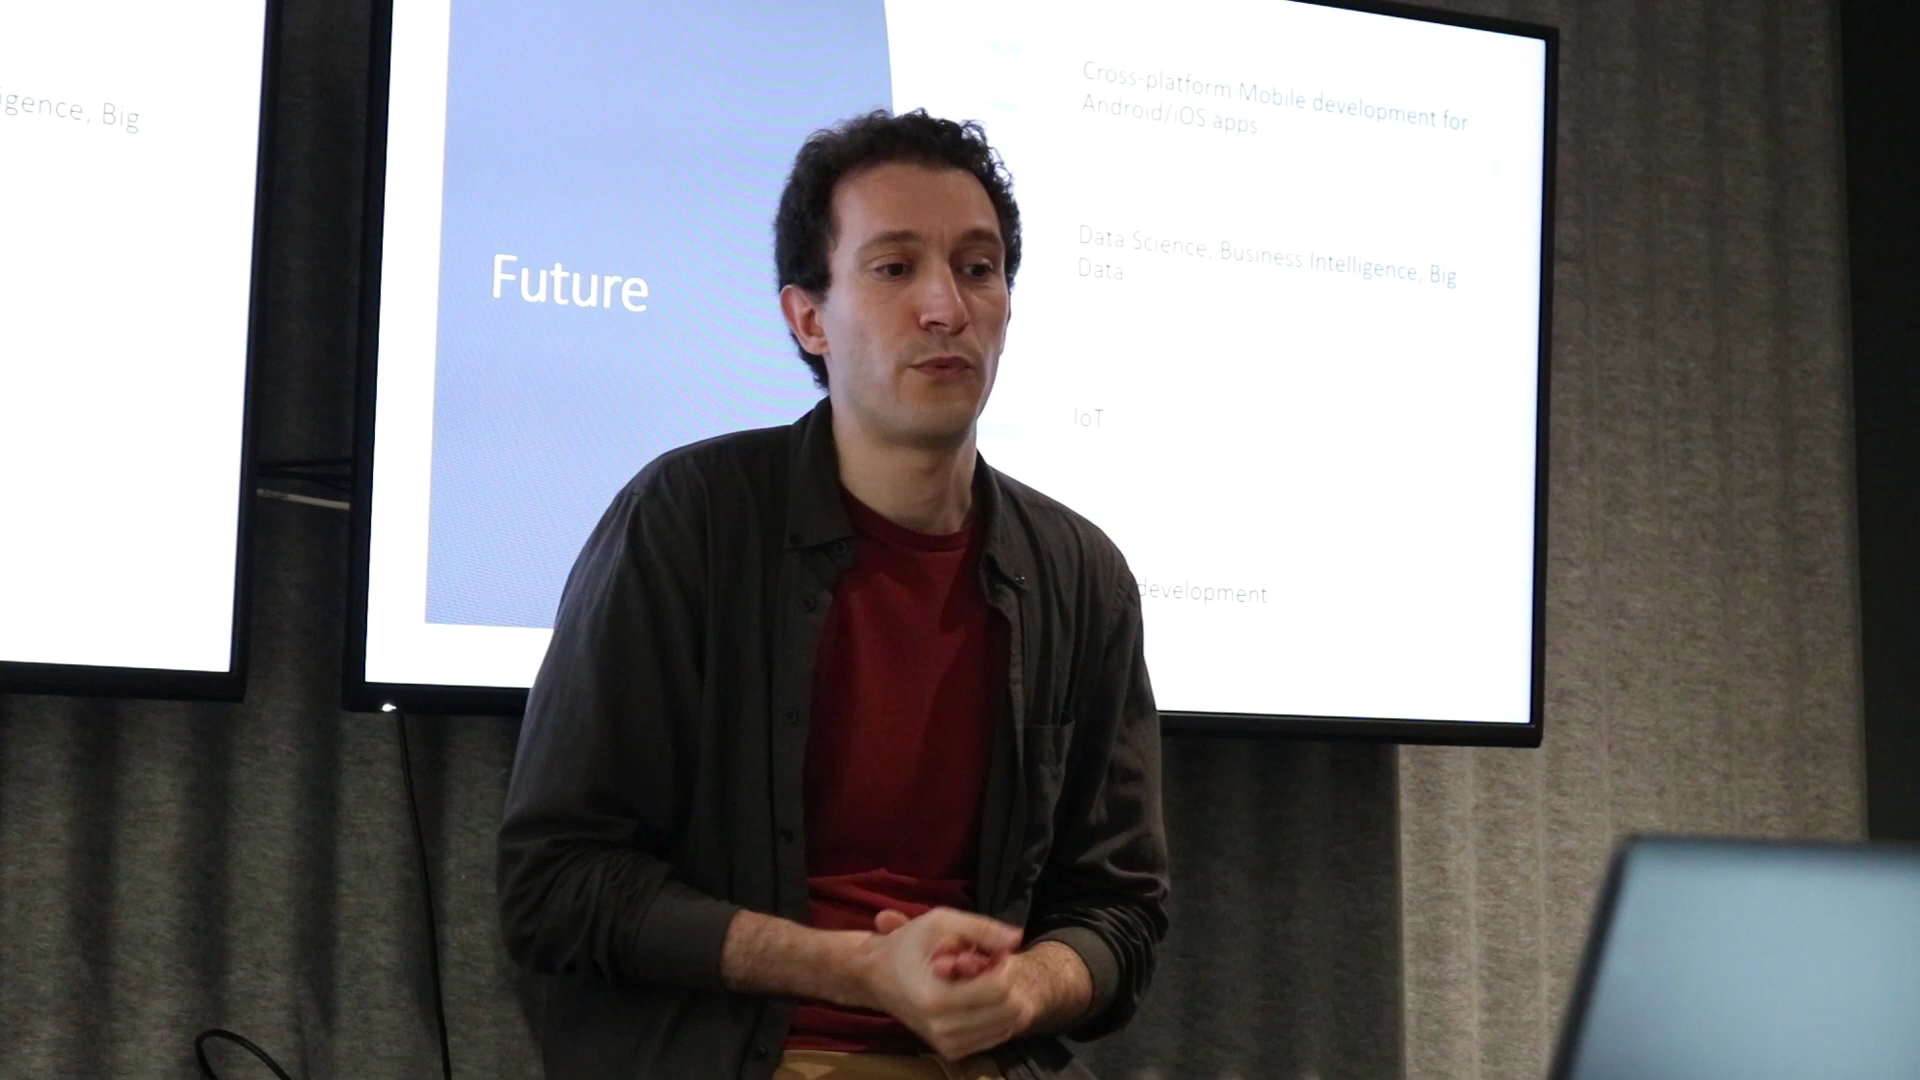 igence, Big
Future
Cross-platform Mobile development for
Android/iOS apps
Data Science, Business Intelligence, Big
Data
IoT
development